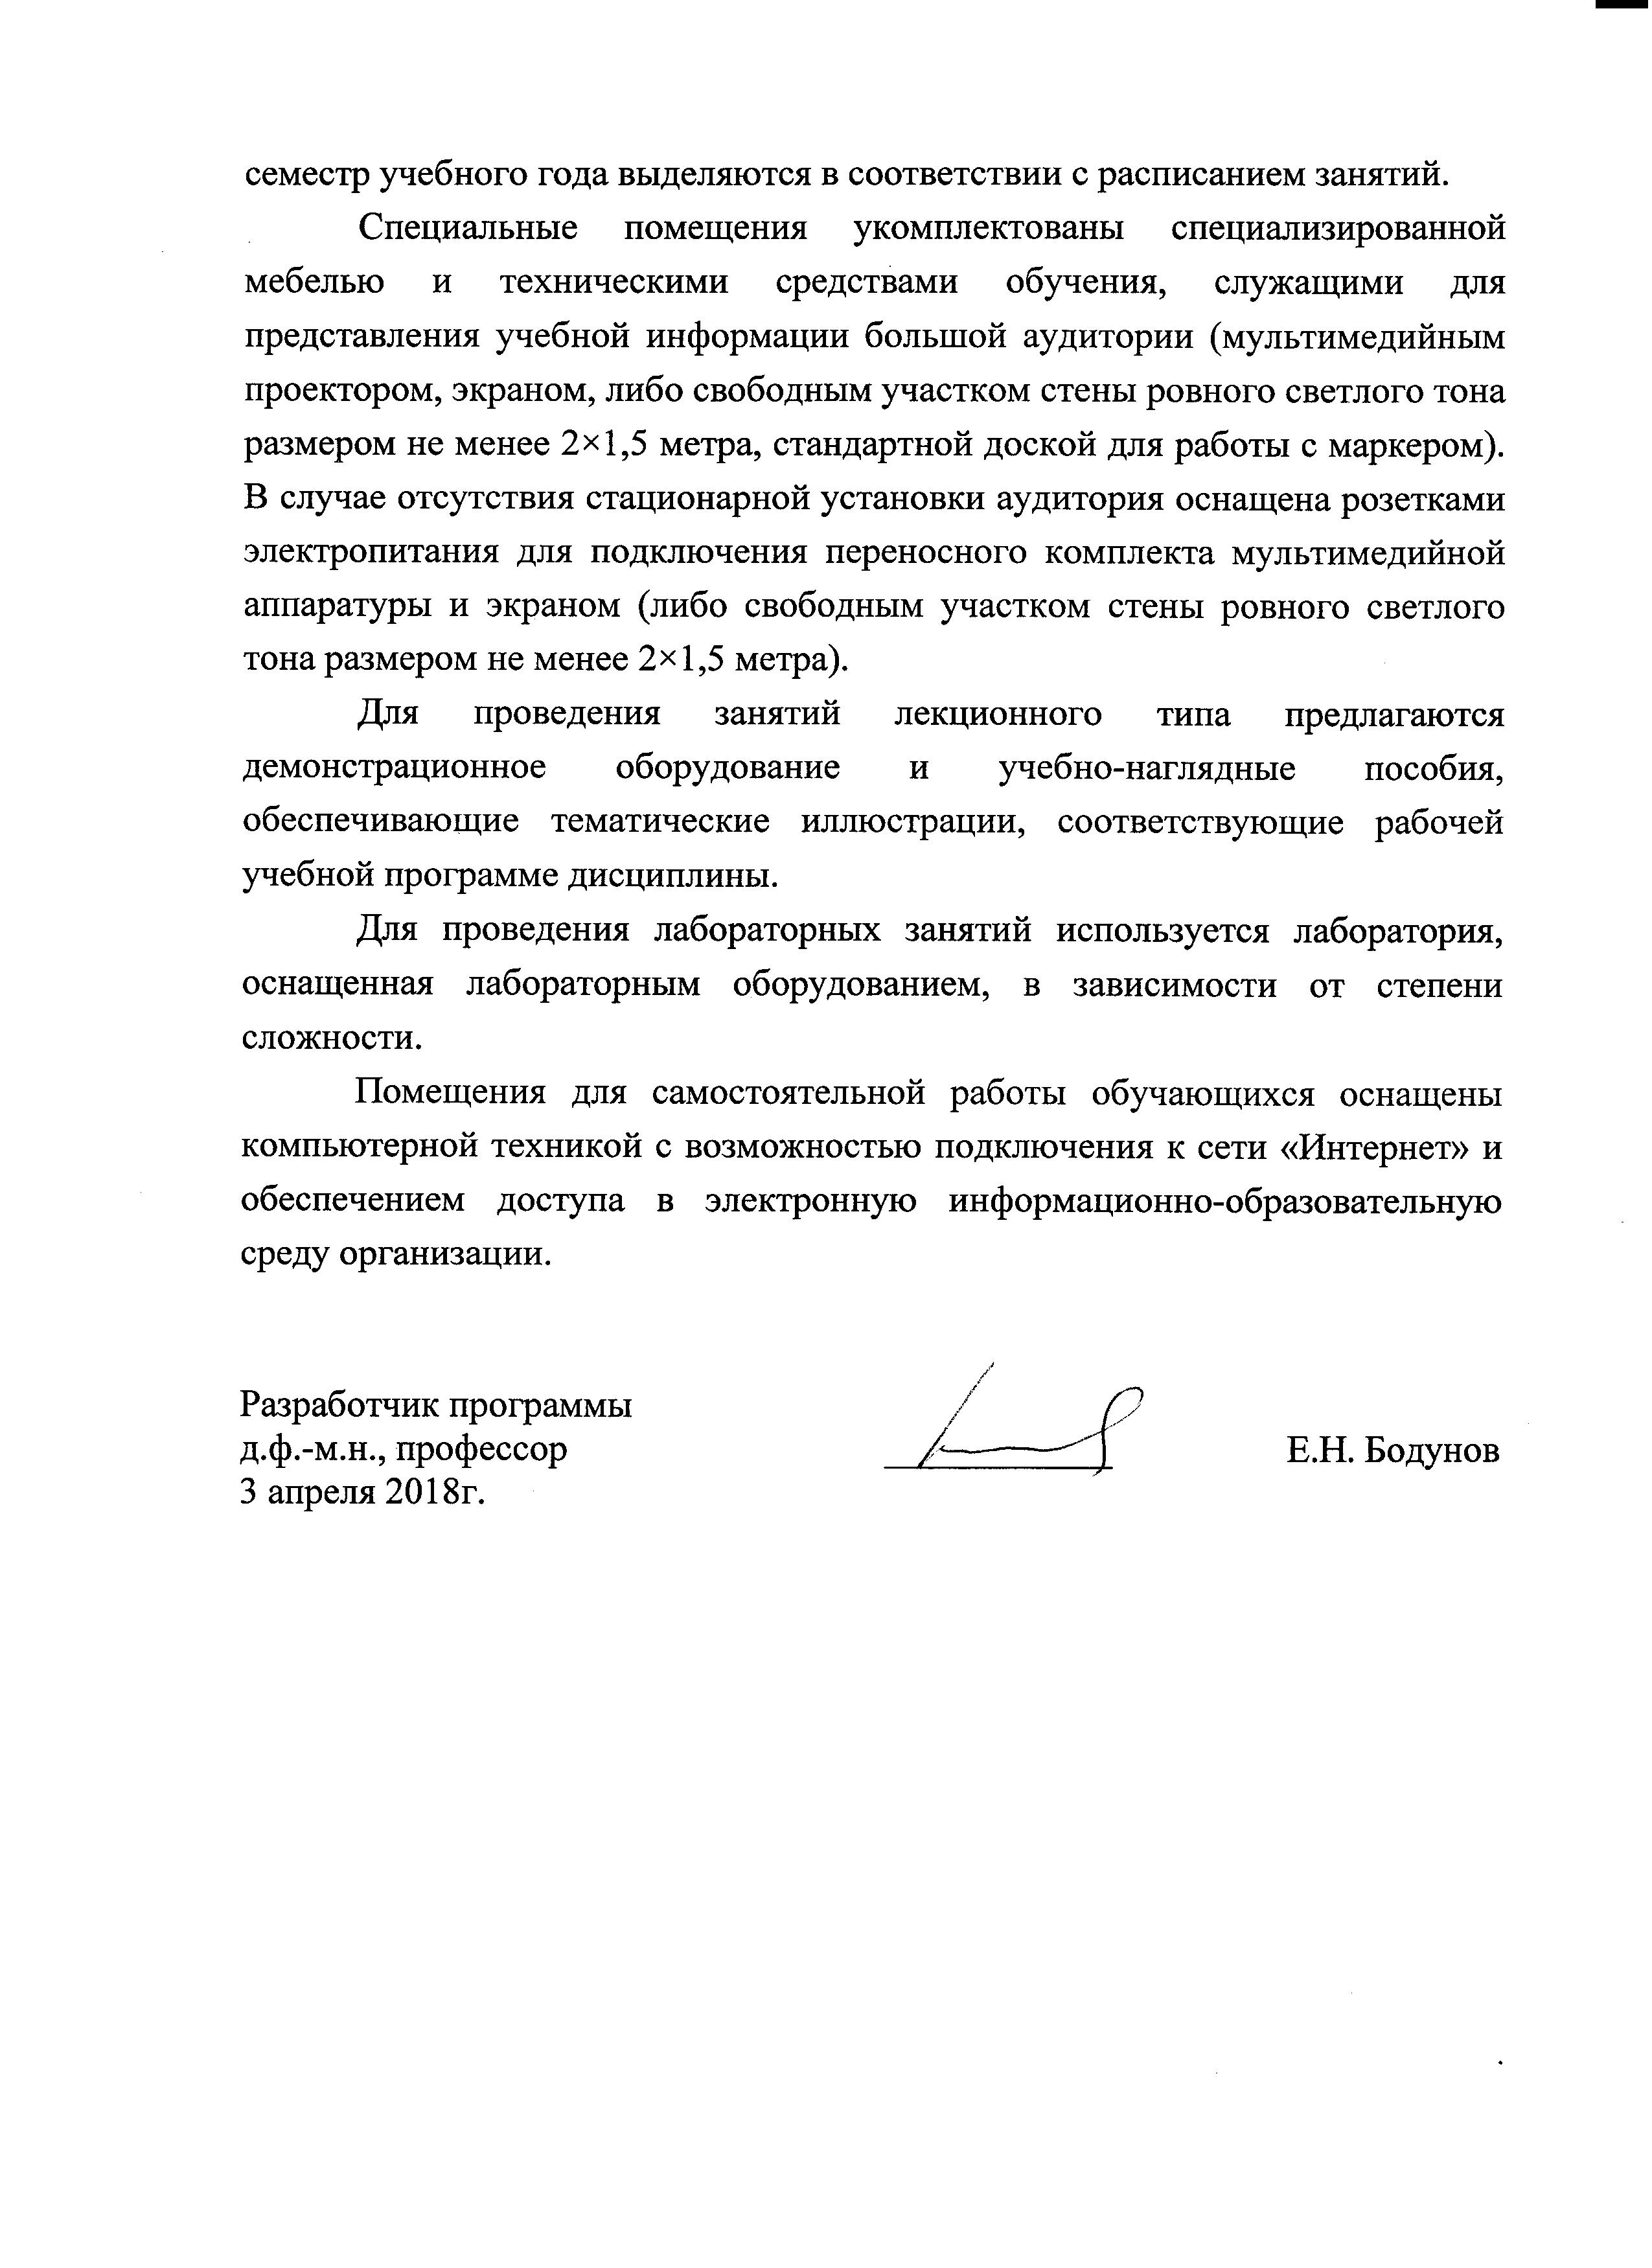 семестр учебного года выделяются в соответствии с расписанием занятий.
Специальные помещения укомплектованы специализированной
мебелью и техническими средствами обучения, служащими для
представления учебной информации большой аудитории (мультимедийным
проектором, экраном, либо свободным участком стены ровного светлого тона
размером не менее 2×1,5 метра, стандартной доской для работы с маркером).
В случае отсутствия стационарной установки аудитория оснащена розетками
электропитания для подключения переносного комплекта мультимедийной
аппаратуры и экраном (либо свободным участком стены ровного светлого
тона размером не менее 2×1,5 метра).
Для проведения занятий лекционного типа предлагаются
демонстрационное оборудование и учебно-наглядные пособия,
обеспечивающие тематические иллюстрации, соответствующие рабочей
учебной программе дисциплины.
Для проведения лабораторных занятий используется лаборатория,
оснащенная лабораторным оборудованием, в зависимости от степени
сложности.
Помещения для самостоятельной работы обучающихся оснащены
компьютерной техникой с возможностью подключения к сети «Интернет» и
обеспечением доступа в электронную информационно-образовательную
среду организации.
Разработчик программы
д.ф.-м.н., профессор Е.Н. Бодунов
3 апреля 2018г.